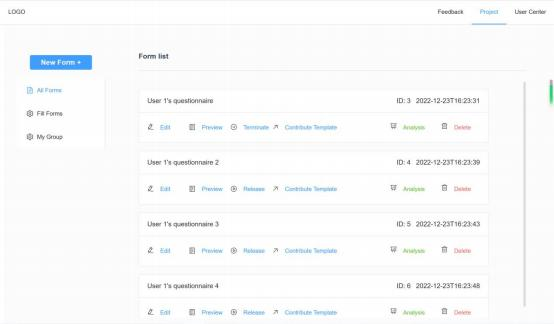 LOGO
Feedback Project User Center
New Form +
All Forms
Fill Forms
My Group
Form list
User 1's questionnaire ID: 3 2022-12-23T16:23:31
Edit Preview Terminate Contribute Template Analysis Delete
User 1's questionnaire 2 ID: 4 2022-12-23T16:23:39
Edit Preview Release Contribute Template Analysis Delete
User 1's questionnaire 3 ID: 5 2022-12-23T16:23:43
Edit Preview Release Contribute Template Analysis Delete
User 1's questionnaire 4 ID: 6 2022-12-23T16:23:48
Edit Preview Release Contribute Template Analysis Delete